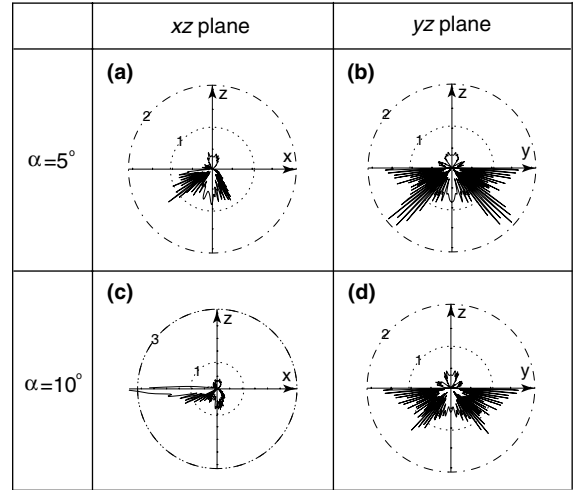 xz plane
yz plane
α=5°
(a)
z
x
2
1
(b)
z
y
2
1
α=10°
(c)
z
x
3
1
(d)
z
y
2
1